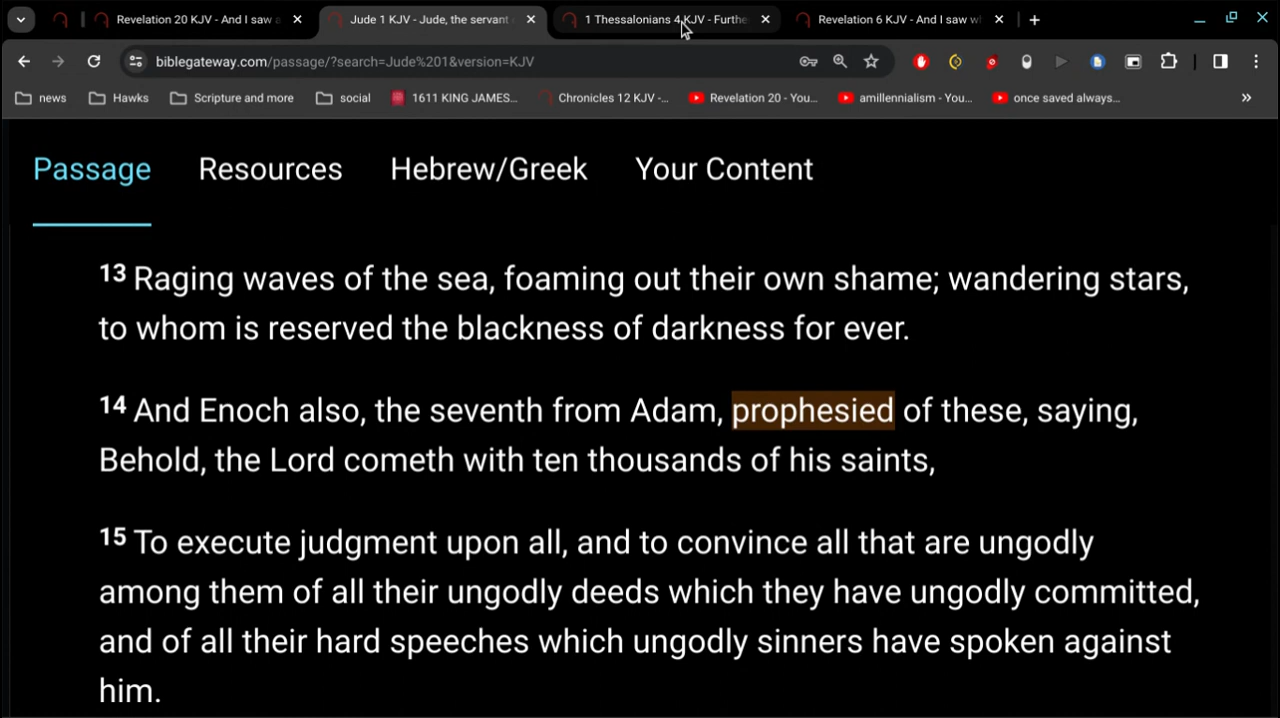 Revelation 20 KJV - And I saw a
Jude 1 KJV - Jude, the servant
1 Thessalonians 4 KJV - Furthe
Revelation 6 KJV - And I saw w
biblegateway.com/passage/?search=Jude%201&version=KJV
news
Hawks
Scripture and more
social
1611 KING JAMES...
Chronicles 12 KJV -...
Revelation 20 - You...
amillennialism - You...
once saved always...
Passage
Resources
Hebrew/Greek
Your Content
13 Raging waves of the sea, foaming out their own shame; wandering stars,
to whom is reserved the blackness of darkness for ever.
14 And Enoch also, the seventh from Adam, prophesied of these, saying,
Behold, the Lord cometh with ten thousands of his saints,
15 To execute judgment upon all, and to convince all that are ungodly
among them of all their ungodly deeds which they have ungodly committed,
and of all their hard speeches which ungodly sinners have spoken against
him.